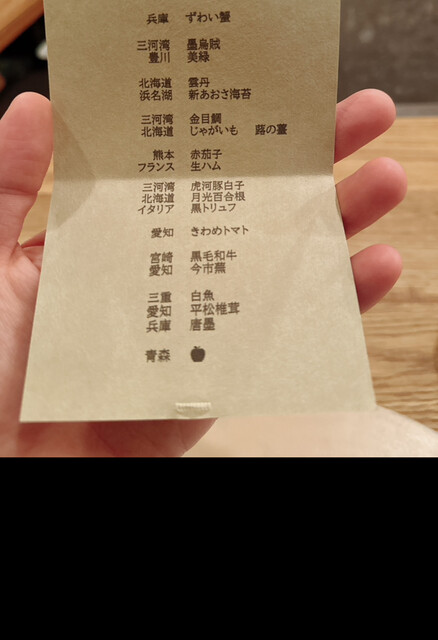 兵庫 ずわい蟹
三河湾 墨烏賊
豊川 美緑
北海道 雲丹
浜名湖 新あおさ海苔
三河湾 金目鯛
北海道 じゃがいも 蕗の薹
熊本 赤茄子
フランス 生ハム
三河湾 虎河豚白子
北海道 月光百合根
イタリア 黒トリュフ
愛知 きわめトマト
宮崎 黒毛和牛
愛知 今市蕪
三重 白魚
愛知 平松椎茸
兵庫 唐墨
青森